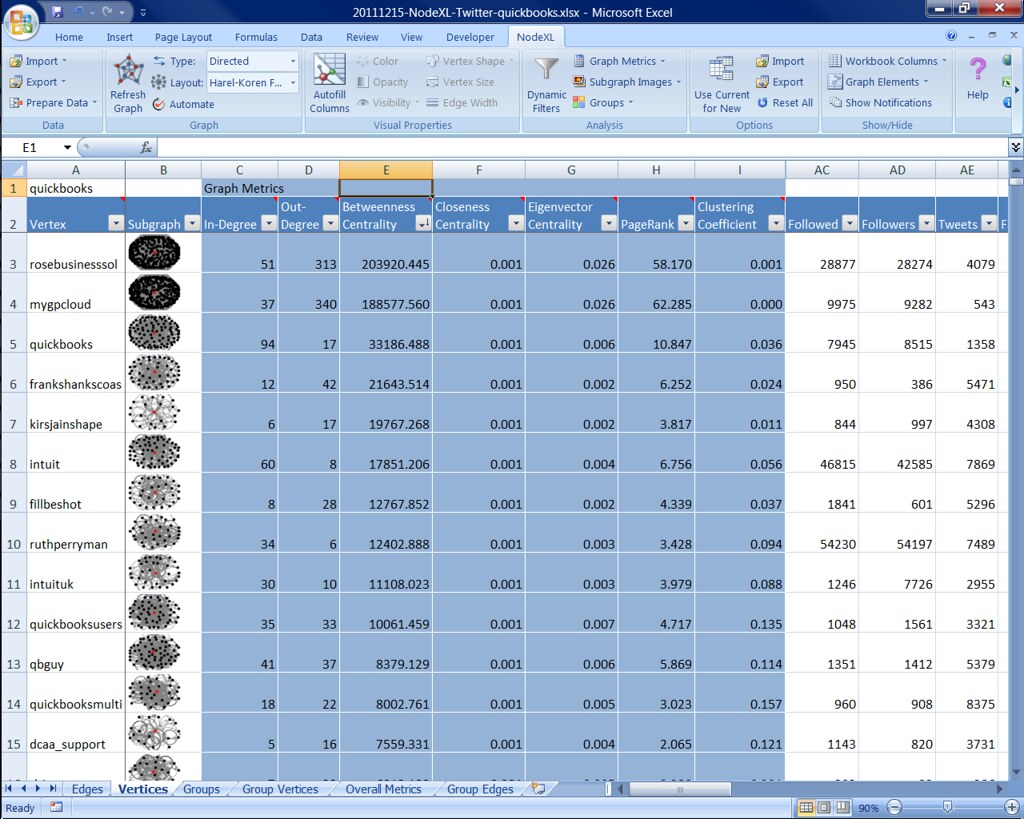 20111215-NodeXL-Twitter-quickbooks.xlsx - Microsoft Excel
Home Insert Page Layout Formulas Data Review View Developer NodeXL
Import Type: Directed Color Vertex Shape Graph Metrics Import Workbook Columns
Export Layout: Harel-Koren F... Opacity Vertex Size Subgraph Images Export Graph Elements
Prepare Data Refresh Graph Automate Autofill Columns Visibility Edge Width Dynamic Filters Groups Use Current for New Reset All Show Notifications Help
Data Graph Visual Properties Analysis Options Show/Hide
E1 fx
A B C D E F G H I AC AD AE
1 quickbooks Graph Metrics
2 Vertex Subgraph In-Degree Out-Degree Betweenness Centrality Closeness Centrality Eigenvector Centrality PageRank Clustering Coefficient Followed Followers Tweets F
3 rosebusinesssol 51 313 203920.445 0.001 0.026 58.170 0.001 28877 28274 4079
4 mygpcloud 37 340 188577.560 0.001 0.026 62.285 0.000 9975 9282 543
5 quickbooks 94 17 33186.488 0.001 0.006 10.847 0.036 7945 8515 1358
6 frankshankscoas 12 42 21643.514 0.001 0.002 6.252 0.024 950 386 5471
7 kirsjainshape 6 17 19767.268 0.001 0.002 3.817 0.011 844 997 4308
8 intuit 60 8 17851.206 0.001 0.004 6.756 0.056 46815 42585 7869
9 fillbeshot 8 28 12767.852 0.001 0.002 4.339 0.037 1841 601 5296
10 ruthperryman 34 6 12402.888 0.001 0.003 3.428 0.094 54230 54197 7489
11 intuituk 30 10 11108.023 0.001 0.003 3.979 0.088 1246 7726 2955
12 quickbooksusers 35 33 10061.459 0.001 0.007 4.717 0.135 1048 1561 3321
13 qbguy 41 37 8379.129 0.001 0.006 5.869 0.114 1351 1412 5379
14 quickbooksmulti 18 22 8002.761 0.001 0.005 3.023 0.157 960 908 8375
15 dcaa_support 5 16 7559.331 0.001 0.004 2.065 0.121 1143 820 3731
Edges Vertices Groups Group Vertices Overall Metrics Group Edges
Ready 90%